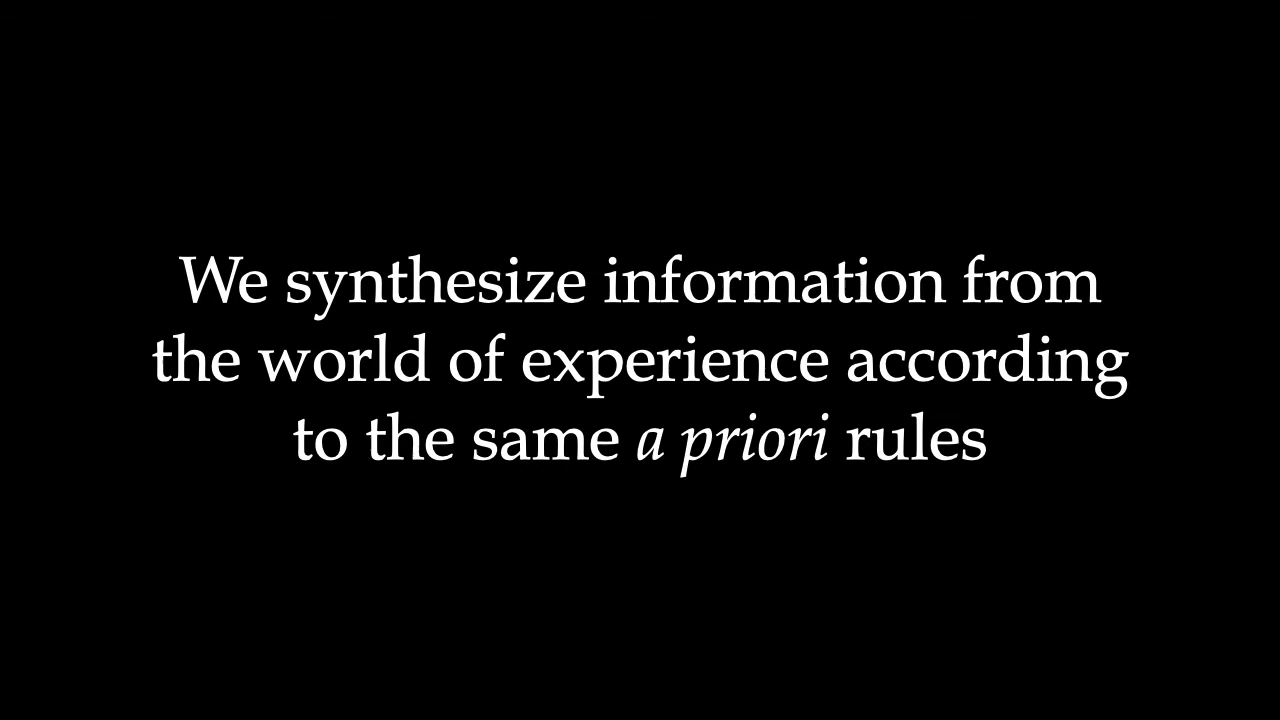 We synthesize information from
the world of experience according
to the same a priori rules